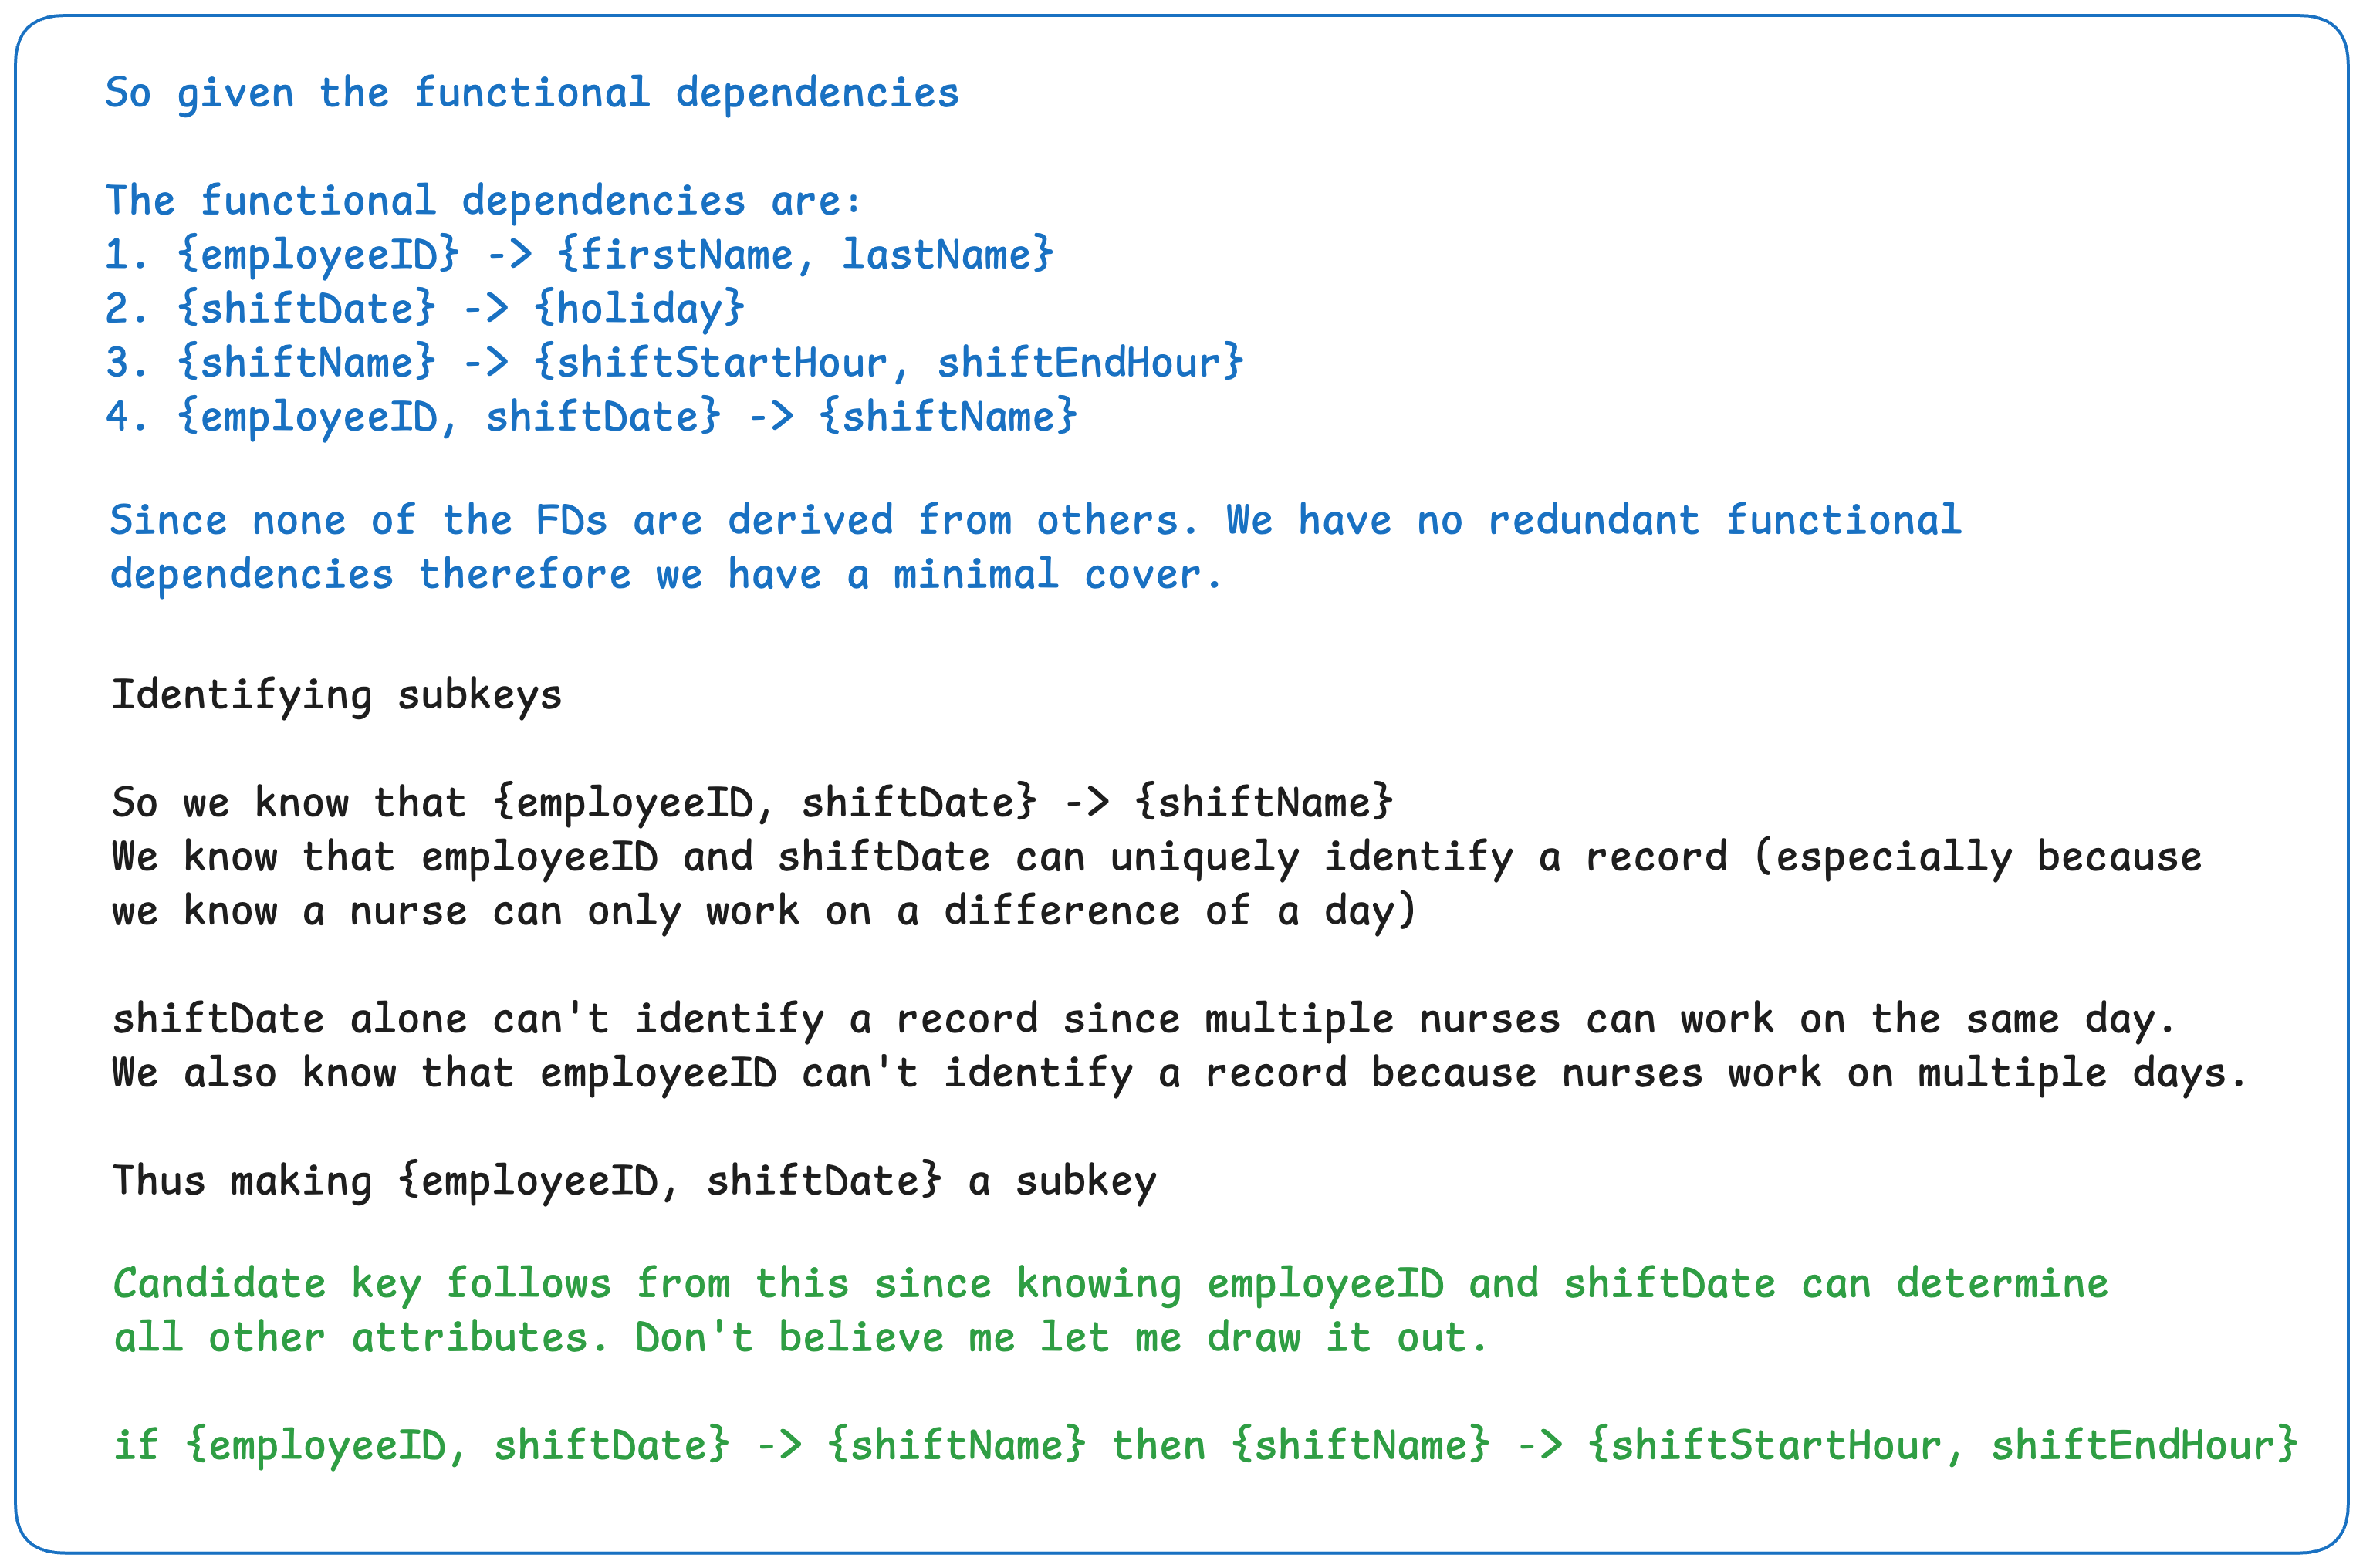 So given the functional dependencies
The functional dependencies are:
1. {employeeID} -> {firstName, lastName}
2. {shiftDate} -> {holiday}
3. {shiftName} -> {shiftStartHour, shiftEndHour}
4. {employeeID, shitDate} -> {shiftName}
Since none of the FDs are derived from others. We have no redundant functional
dependencies therefore we have a minimal cover.
Identifying subkeys
So we know that {employeeID, shiftDate} -> {shiftName}
We know that employeeID and shiftDate can uniquely identify a record (especially because
we know a nurse can only work on a difference of a day)
shiftDate alone can't identify a record since multiple nurses can work on the same day.
We also know that employeeID can't identify a record because nurses work on multiple days.
Thus making {employeeID, shiftDate} a subkey
Candidate key follows from this since knowing employeeID and shiftDate can determine
all other attributes. Don't believe me let me draw it out.
if {employeeID, shiftDate} -> {shiftName} then {shiftName} -> {shiftStartHour, shiftEndHour}